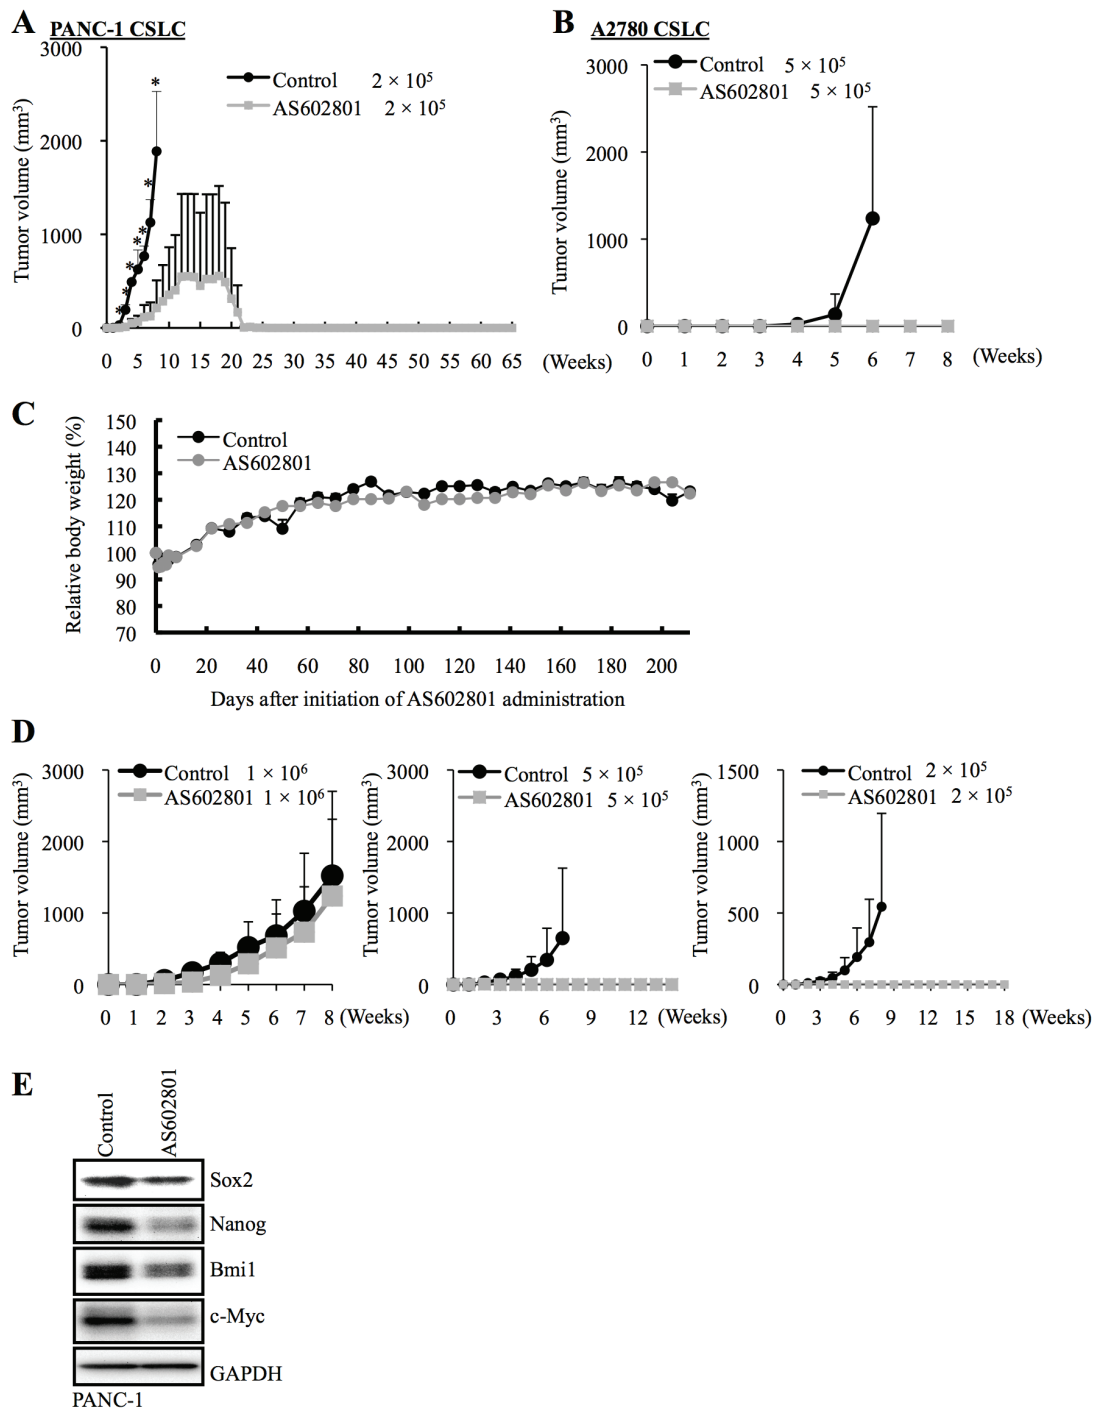 A PANC-1 CSLC
3000
2000
1000
0
Tumor volume (mm³)
Control 2 × 10⁵
AS602801 2 × 10⁵
* * * * * * *
0 5 10 15 20 25 30 35 40 45 50 55 60 65 (Weeks)
B A2780 CSLC
3000
2000
1000
0
Tumor volume (mm³)
Control 5 × 10⁵
AS602801 5 × 10⁵
0 1 2 3 4 5 6 7 8 (Weeks)
C
150
140
130
120
110
100
90
80
70
Relative body weight (%)
Control
AS602801
0 20 40 60 80 100 120 140 160 180 200
Days after initiation of AS602801 administration
D
3000
2000
1000
0
Tumor volume (mm³)
Control 1 × 10⁶
AS602801 1 × 10⁶
0 1 2 3 4 5 6 7 8 (Weeks)
3000
2000
1000
0
Tumor volume (mm³)
Control 5 × 10⁵
AS602801 5 × 10⁵
0 3 6 9 12 (Weeks)
1500
1000
500
0
Tumor volume (mm³)
Control 2 × 10⁵
AS602801 2 × 10⁵
0 3 6 9 12 15 18 (Weeks)
E
Control
AS602801
Sox2
Nanog
Bmi1
c-Myc
GAPDH
PANC-1